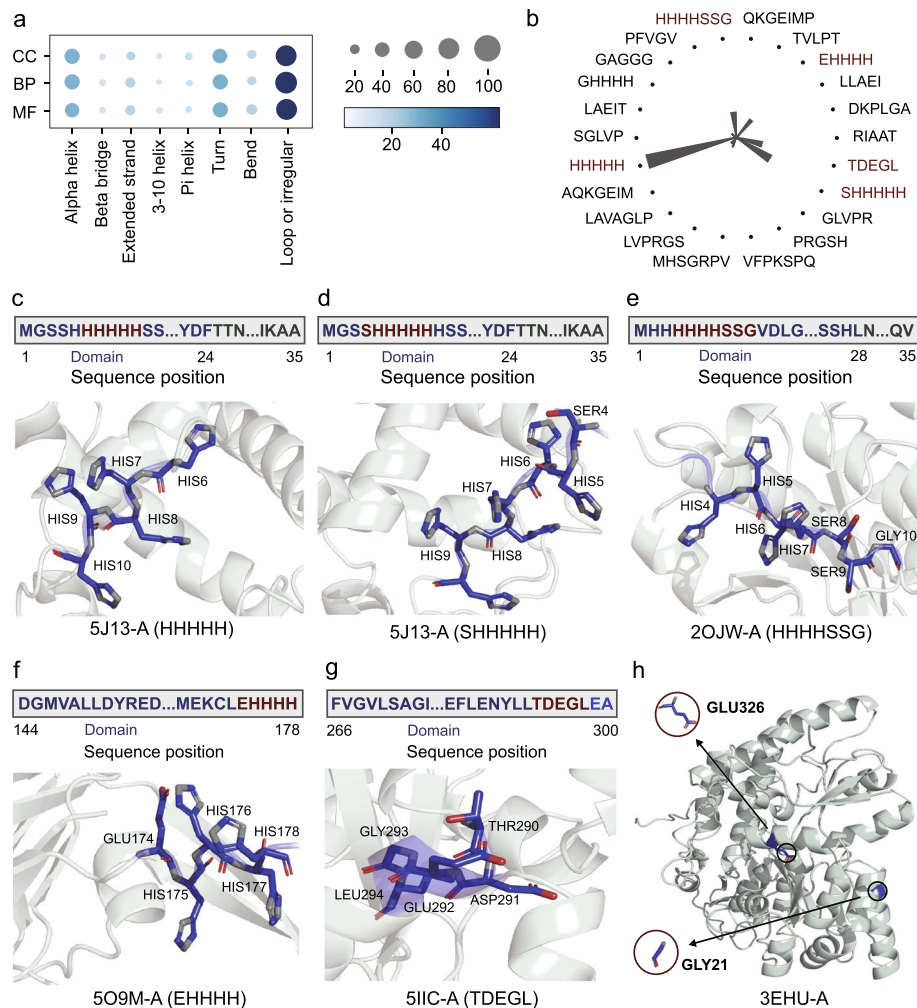 a
CC
BP
MF
Alpha helix
Beta bridge
Extended strand
3-10 helix
Pi helix
Turn
Bend
Loop or irregular
20 40 60 80 100
20 40
b
HHHHSSG
QKGEIMP
PFVGV
TVLPT
GAGGG
EHHHH
GHHHH
LLAEI
LAEIT
DKPLGA
SGLVP
RIAAT
HHHHH
TDEGL
AQKGEIM
SHHHHH
LAVAGLP
GLVPR
LVPRGS
PRGSH
MHSGRPV
VFPKSPQ
c
MGSSHHHHHHSS...YDFTTN...IKAA
1 Domain 24 35
Sequence position
HIS7
HIS6
HIS9
HIS8
HIS10
5J13-A (HHHHH)
d
MGSSHHHHHHSS...YDFTTN...IKAA
1 Domain 24 35
Sequence position
SER4
HIS6
HIS5
HIS7
HIS9
HIS8
5J13-A (SHHHHH)
e
MHHHHHHSSGVDLG...SSHLN...QV
1 Domain 28 35
Sequence position
HIS5
HIS4
HIS6
SER8
HIS7
GLY10
SER9
2OJW-A (HHHHSSG)
f
DGMVALLDYRED...MEKCLEHHHH
144 Domain 178
Sequence position
HIS176
GLU174
HIS178
HIS175
HIS177
5O9M-A (EHHHH)
g
FVGVLSAGI...EFLENYLLTDEGLEA
266 Domain 300
Sequence position
THR290
GLY293
LEU294
GLU292
ASP291
5IIC-A (TDEGL)
h
GLU326
GLY21
3EHU-A